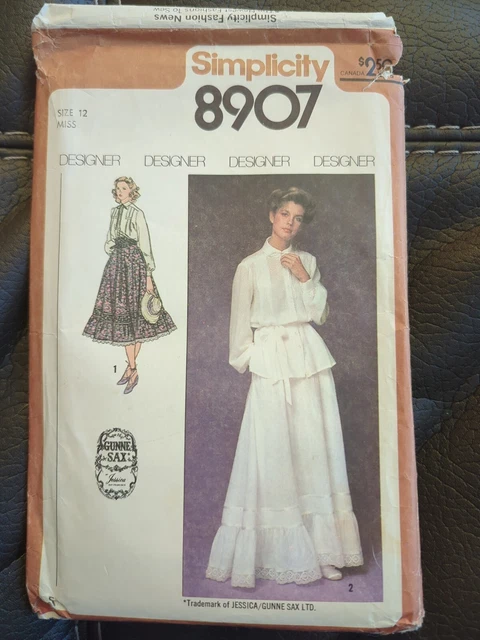 Simplicity Fashion News
Simplicity
$2.50
CANADA
8907
SIZE 12
MISS
DESIGNER DESIGNER DESIGNER DESIGNER
1
GUNNE
SAX
Jessica
2
*Trademark of JESSICA/GUNNE SAX LTD.